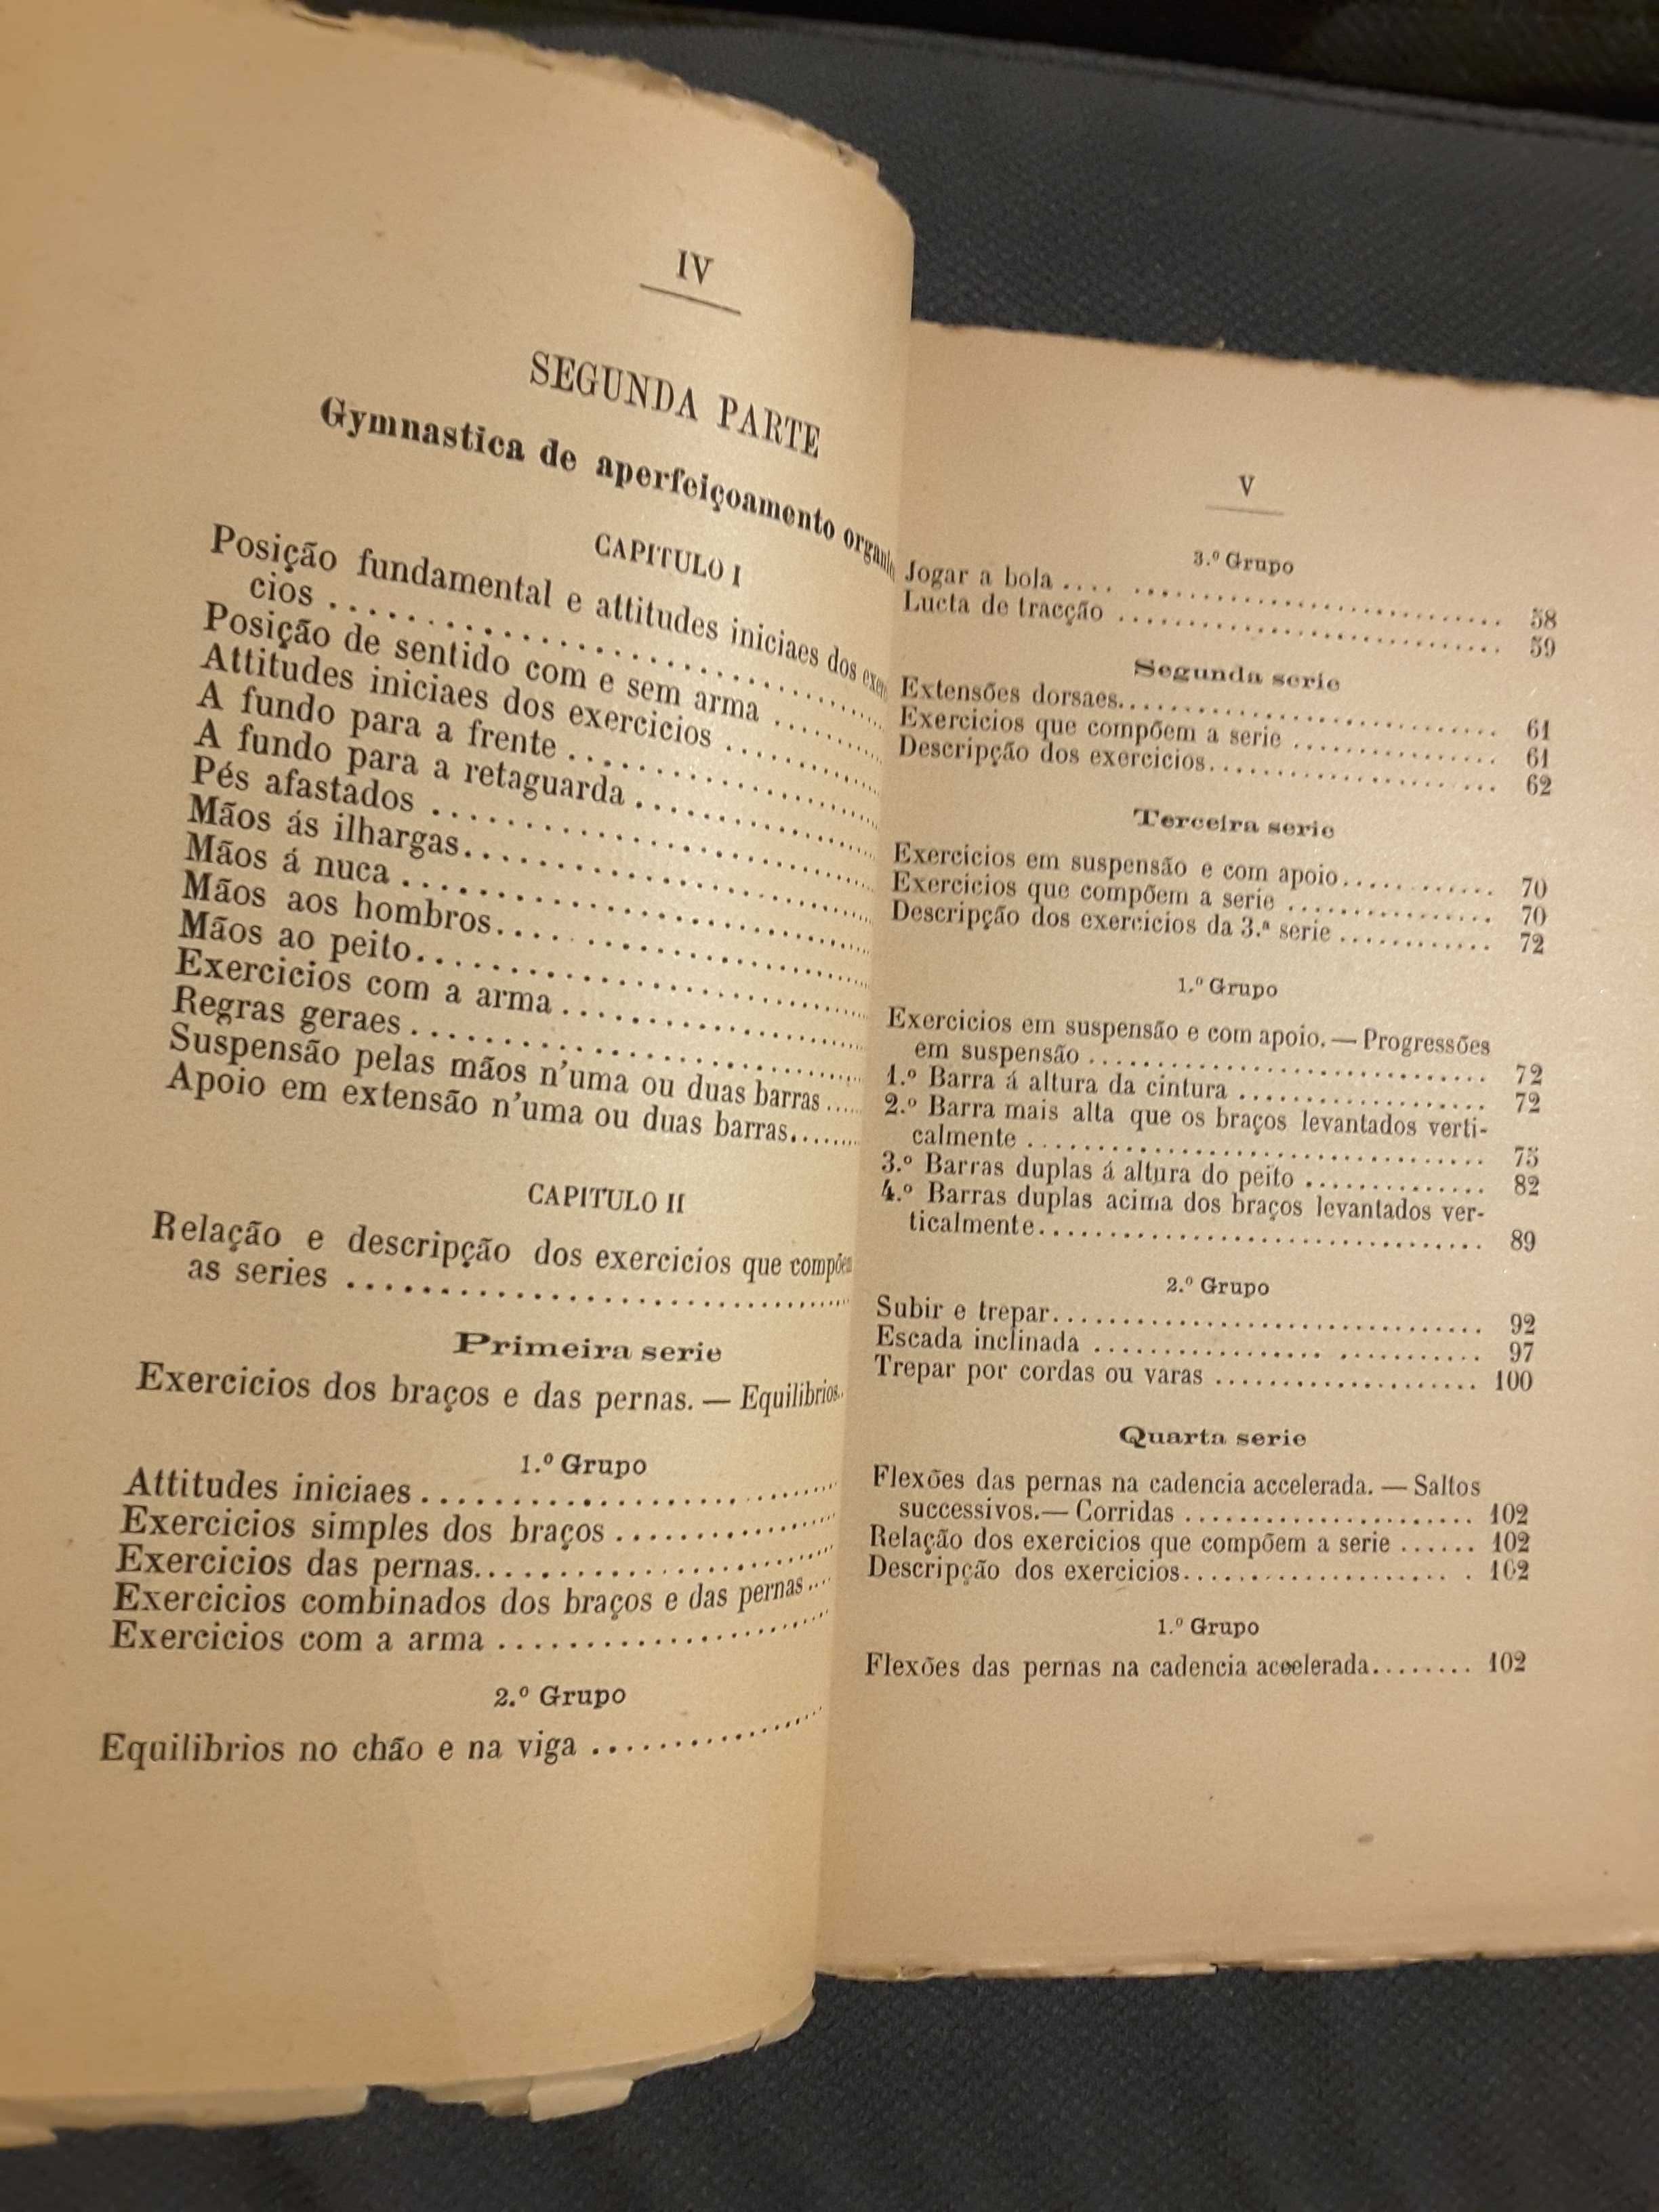 IV
SEGUNDA PARTE
Gymnastica de aperfeiçoamento
CAPITULO I
Posição fundamental e attitudes iniciaes dos
cios ..............................
Posição de sentido com e sem arma ..........
Attitudes iniciaes dos exercicios ..........
A fundo para a frente ....................
A fundo para a retaguarda ................
Pés afastados ..........................
Mãos ás ilhargas........................
Mãos á nuca ............................
Mãos aos hombros........................
Mãos ao peito...........................
Exercicios com a arma ...................
Regras geraes ..........................
Suspensão pelas mãos n'uma ou duas barras .....
Apoio em extensão n'uma ou duas barras........
CAPITULO II
Relação e descripção dos exercicios que compõem
as series ..............................
Primeira serie
Exercicios dos braços e das pernas. — Equilibrios..
1.º Grupo
Attitudes iniciaes ........................
Exercicios simples dos braços ..............
Exercicios das pernas......................
Exercicios combinados dos braços e das pernas ....
Exercicios com a arma ....................
2.º Grupo
Equilibrios no chão e na viga ................
V
3.º Grupo
Jogar a bola .... .......................... 58
Lucta de tracção .......................... 59
Segunda serie
Extensões dorsaes.......................... 61
Exercicios que compõem a serie .............. 61
Descripção dos exercicios.................... 62
Terceira serie
Exercicios em suspensão e com apoio............ 70
Exercicios que compõem a serie .............. 70
Descripção dos exercicios da 3.ª serie ............ 72
1.º Grupo
Exercicios em suspensão e com apoio. — Progressões
em suspensão .............................. 72
1.º Barra á altura da cintura .................. 72
2.º Barra mais alta que os braços levantados verti-
calmente .................................. 75
3.º Barras duplas á altura do peito .............. 82
4.º Barras duplas acima dos braços levantados ver-
ticalmente................................ 89
2.º Grupo
Subir e trepar.............................. 92
Escada inclinada ................ ........... 97
Trepar por cordas ou varas .................. 100
Quarta serie
Flexões das pernas na cadencia accelerada. — Saltos
successivos.— Corridas ...................... 102
Relação dos exercicios que compõem a serie ...... 102
Descripção dos exercicios.................... . 102
1.º Grupo
Flexões das pernas na cadencia accelerada........ 102